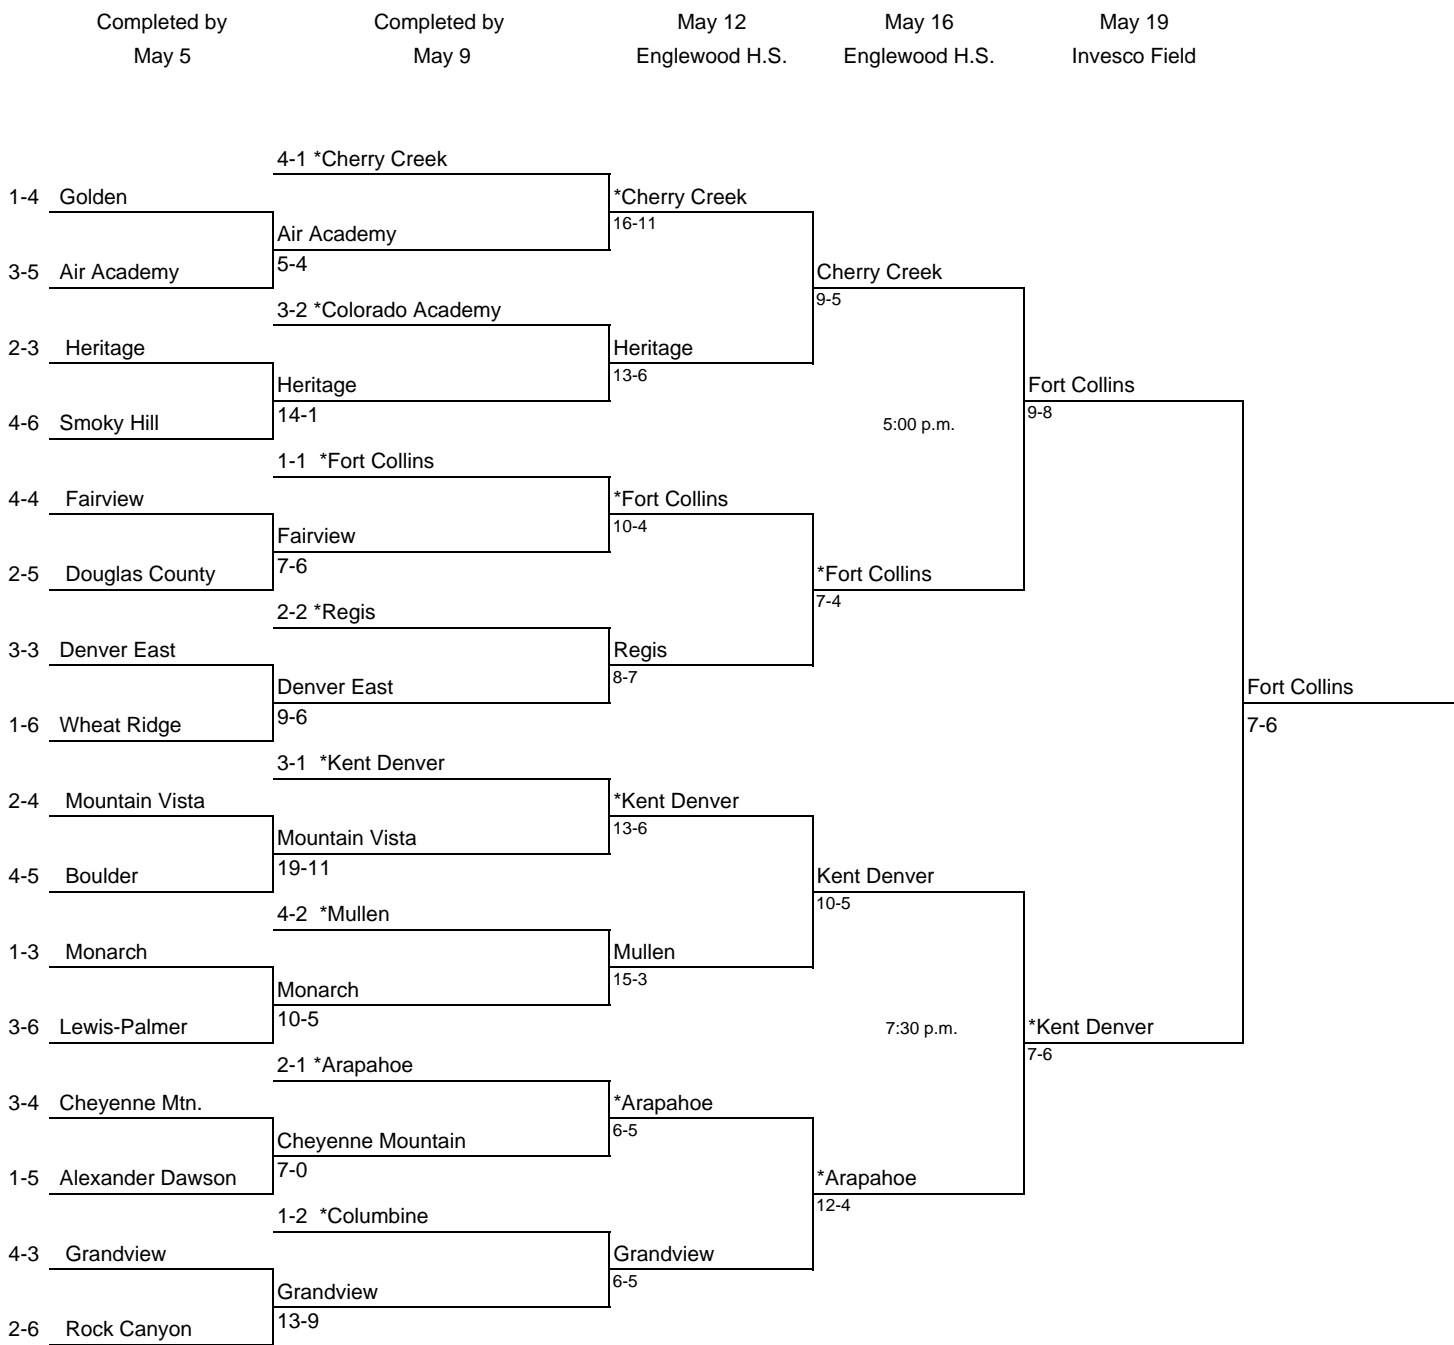 Completed by Completed by May 12 May 16 May 19
May 5 May 9 Englewood H.S. Englewood H.S. Invesco Field
4-1 *Cherry Creek
1-4 Golden *Cherry Creek
16-11
Air Academy
3-5 Air Academy 5-4 Cherry Creek
9-5
3-2 *Colorado Academy
2-3 Heritage Heritage
13-6
Heritage Fort Collins
14-1 9-8
4-6 Smoky Hill 5:00 p.m.
1-1 *Fort Collins
4-4 Fairview *Fort Collins
10-4
Fairview
7-6
2-5 Douglas County *Fort Collins
7-4
2-2 *Regis
3-3 Denver East Regis
8-7
Denver East Fort Collins
9-6
1-6 Wheat Ridge 7-6
3-1 *Kent Denver
2-4 Mountain Vista *Kent Denver
13-6
Mountain Vista
19-11
4-5 Boulder Kent Denver
10-5
4-2 *Mullen
1-3 Monarch Mullen
15-3
Monarch
10-5
3-6 Lewis-Palmer 7:30 p.m. *Kent Denver
7-6
2-1 *Arapahoe
3-4 Cheyenne Mtn. *Arapahoe
6-5
Cheyenne Mountain
7-0
1-5 Alexander Dawson *Arapahoe
12-4
1-2 *Columbine
4-3 Grandview Grandview
6-5
Grandview
13-9
2-6 Rock Canyon